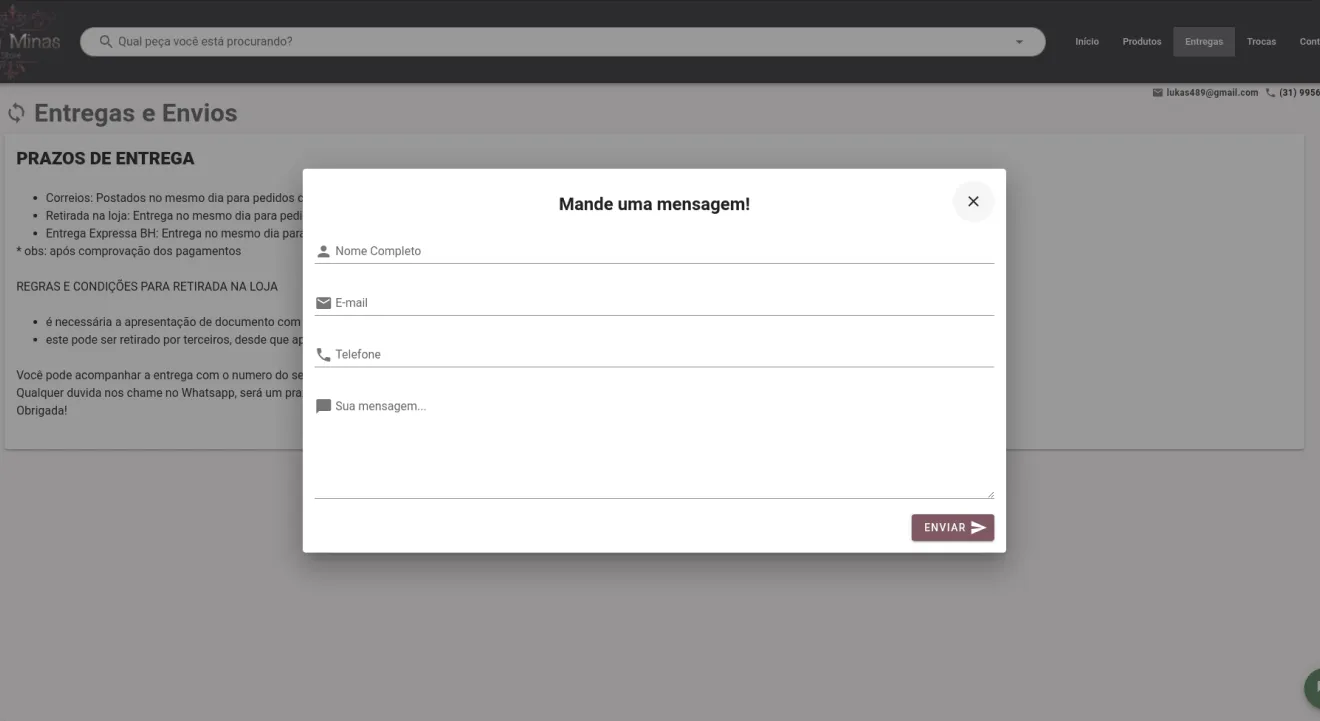 Minas
Qual peça você está procurando?
Início
Produtos
Entregas
Trocas
Cont
lukas489@gmail.com
(31) 9956
Entregas e Envios
PRAZOS DE ENTREGA
Correios: Postados no mesmo dia para pedidos
Retirada na loja: Entrega no mesmo dia para pedi
Entrega Expressa BH: Entrega no mesmo dia para
* obs: após comprovação dos pagamentos
REGRAS E CONDIÇÕES PARA RETIRADA NA LOJA
é necessária a apresentação de documento com
este pode ser retirado por terceiros, desde que ap
Você pode acompanhar a entrega com o numero do se
Qualquer duvida nos chame no Whatsapp, será um pra
Obrigada!
Mande uma mensagem!
Nome Completo
E-mail
Telefone
Sua mensagem...
ENVIAR